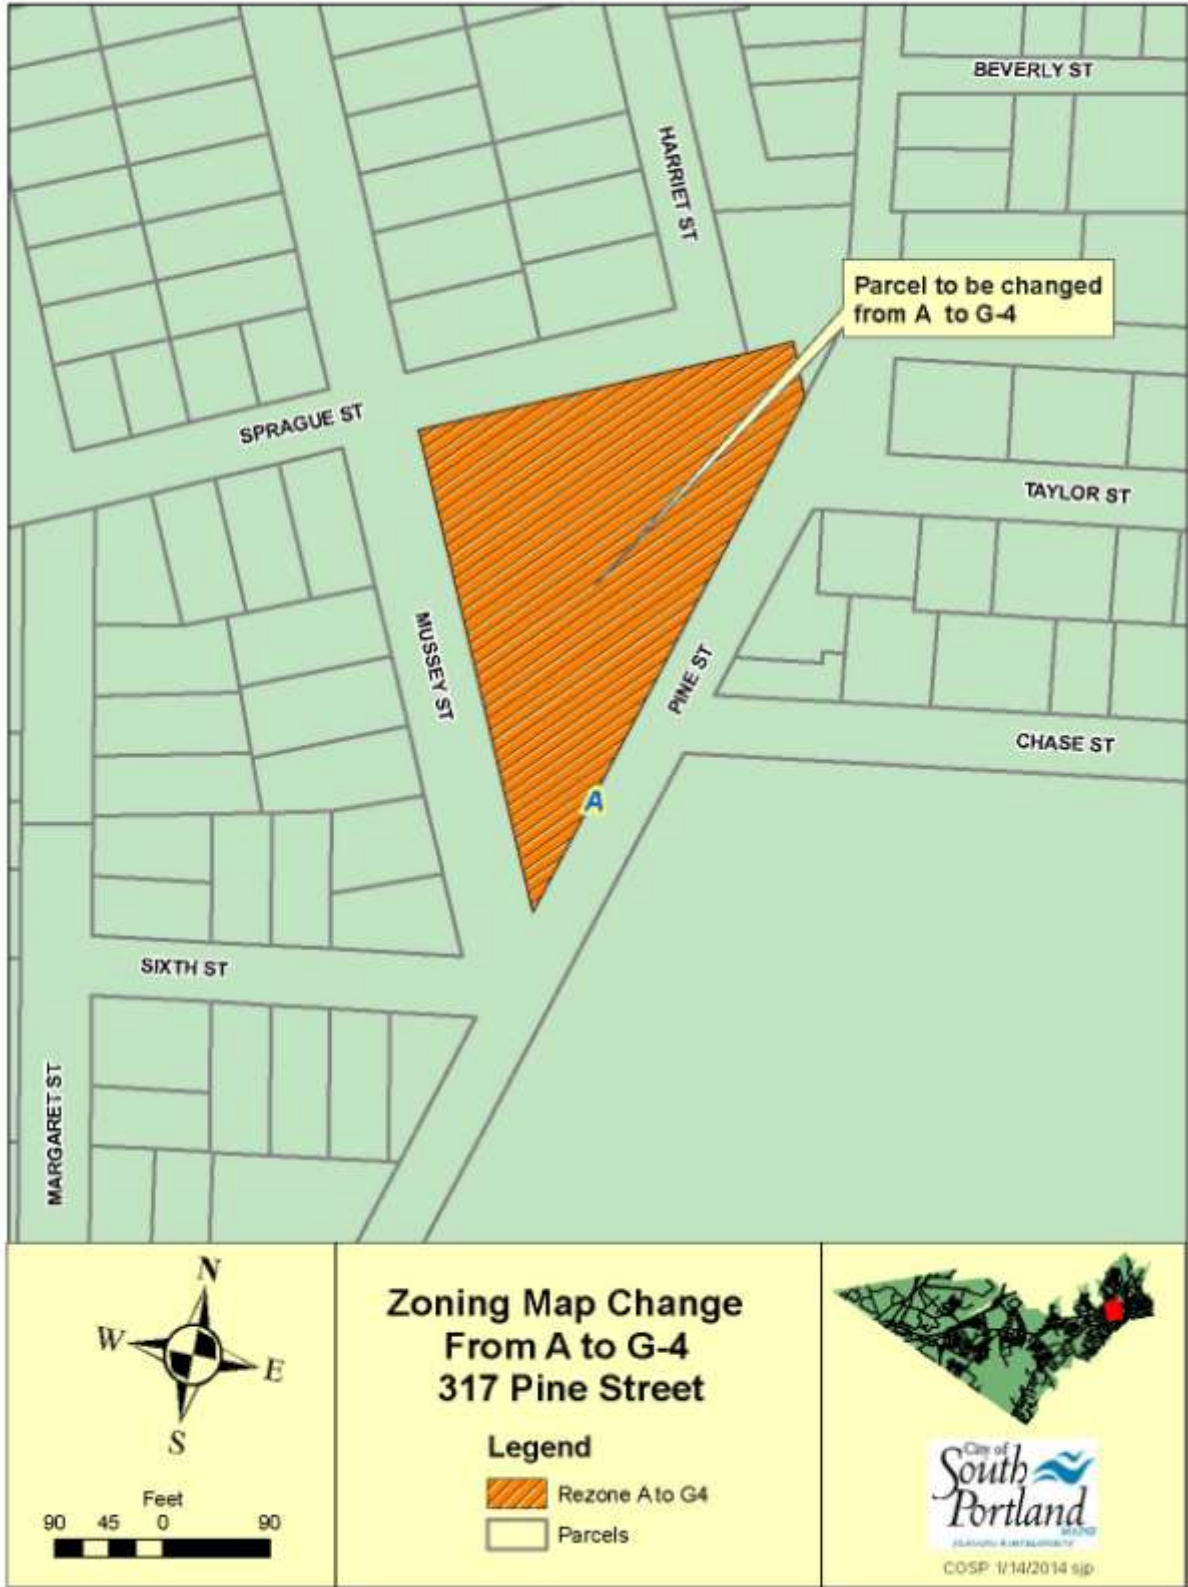 BEVERLY ST
HARRIET ST
Parcel to be changed
from A to G-4
SPRAGUE ST
TAYLOR ST
MUSSEY ST
PINE ST
CHASE ST
A
SIXTH ST
MARGARET ST
N
W
E
S
Feet
90 45 0 90
Zoning Map Change
From A to G-4
317 Pine Street
Legend
Rezone A to G4
Parcels
City of
South
Portland
COSP 1/14/2014 sjp